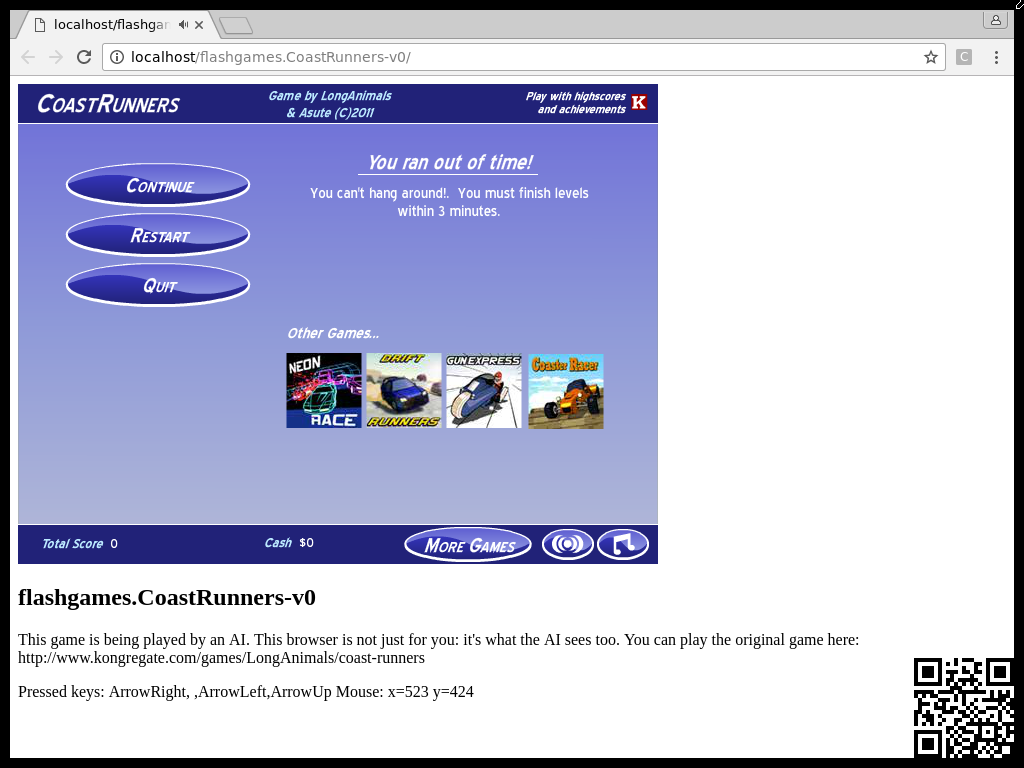 localhost/flashgar
localhost/flashgames.CoastRunners-v0/
C
CoastRunners
Game by LongAnimals
& Asute (C)2011
Play with highscores
and achievements
K
Continue
Restart
Quit
You ran out of time!
You can't hang around!. You must finish levels
within 3 minutes.
Other Games...
NEON
RACE
DRIFT
RUNNERS
GUNEXPRESS
Coaster Racer
Total Score 0
Cash $0
More Games
flashgames.CoastRunners-v0
This game is being played by an AI. This browser is not just for you: it's what the AI sees too. You can play the original game here:
http://www.kongregate.com/games/LongAnimals/coast-runners
Pressed keys: ArrowRight, ,ArrowLeft,ArrowUp Mouse: x=523 y=424